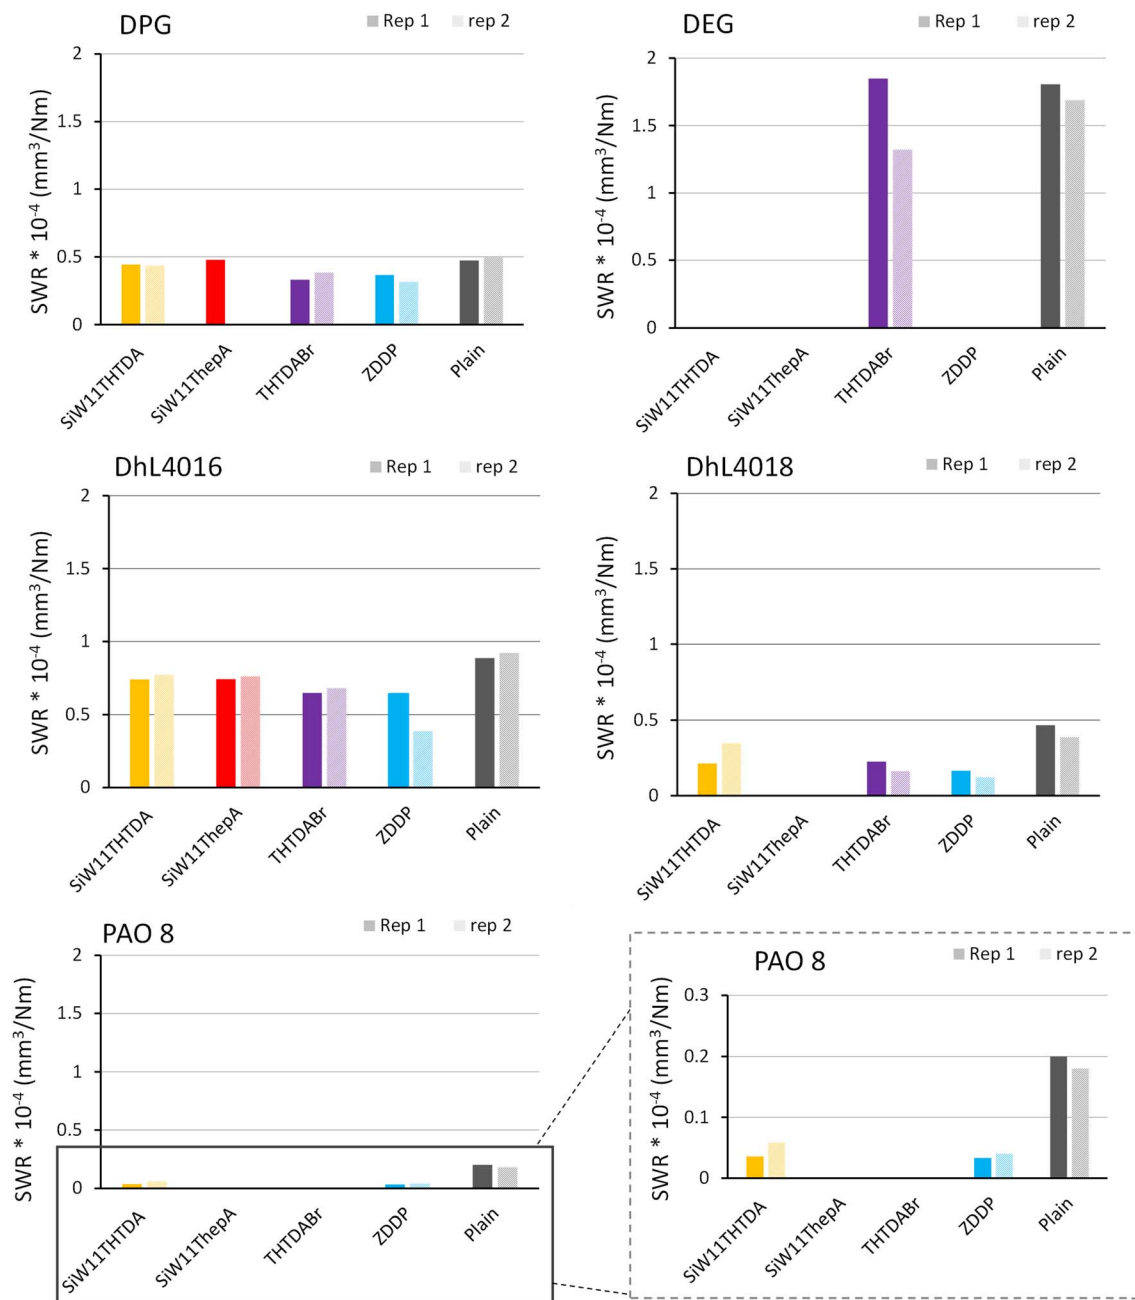 DPG
Rep 1 rep 2
SWR * 10⁻⁴ (mm³/Nm)
2
1.5
1
0.5
0
SiW11THTDA
SiW11ThepA
THTDABr
ZDDP
Plain
DEG
Rep 1 rep 2
SWR * 10⁻⁴ (mm³/Nm)
2
1.5
1
0.5
0
SiW11THTDA
SiW11ThepA
THTDABr
ZDDP
Plain
DhL4016
Rep 1 rep 2
SWR * 10⁻⁴ (mm³/Nm)
2
1.5
1
0.5
0
SiW11THTDA
SiW11ThepA
THTDABr
ZDDP
Plain
DhL4018
Rep 1 rep 2
SWR * 10⁻⁴ (mm³/Nm)
2
1.5
1
0.5
0
SiW11THTDA
SiW11ThepA
THTDABr
ZDDP
Plain
PAO 8
Rep 1 rep 2
SWR * 10⁻⁴ (mm³/Nm)
2
1.5
1
0.5
0
SiW11THTDA
SiW11ThepA
THTDABr
ZDDP
Plain
PAO 8
Rep 1 rep 2
SWR * 10⁻⁴ (mm³/Nm)
0.3
0.2
0.1
0
SiW11THTDA
SiW11ThepA
THTDABr
ZDDP
Plain